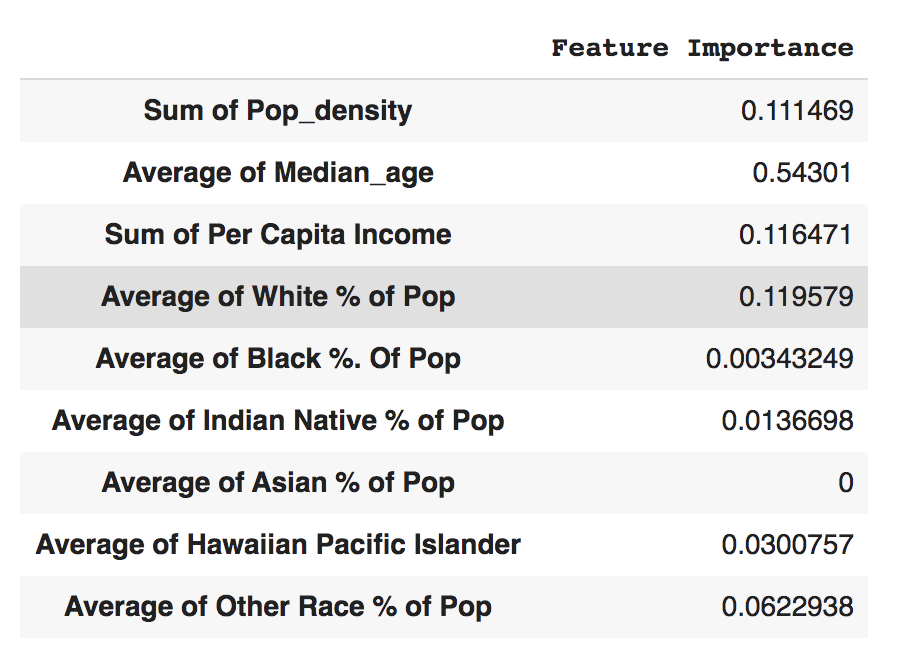 Feature Importance
Sum of Pop_density 0.111469
Average of Median_age 0.54301
Sum of Per Capita Income 0.116471
Average of White % of Pop 0.119579
Average of Black %. Of Pop 0.00343249
Average of Indian Native % of Pop 0.0136698
Average of Asian % of Pop 0
Average of Hawaiian Pacific Islander 0.0300757
Average of Other Race % of Pop 0.0622938